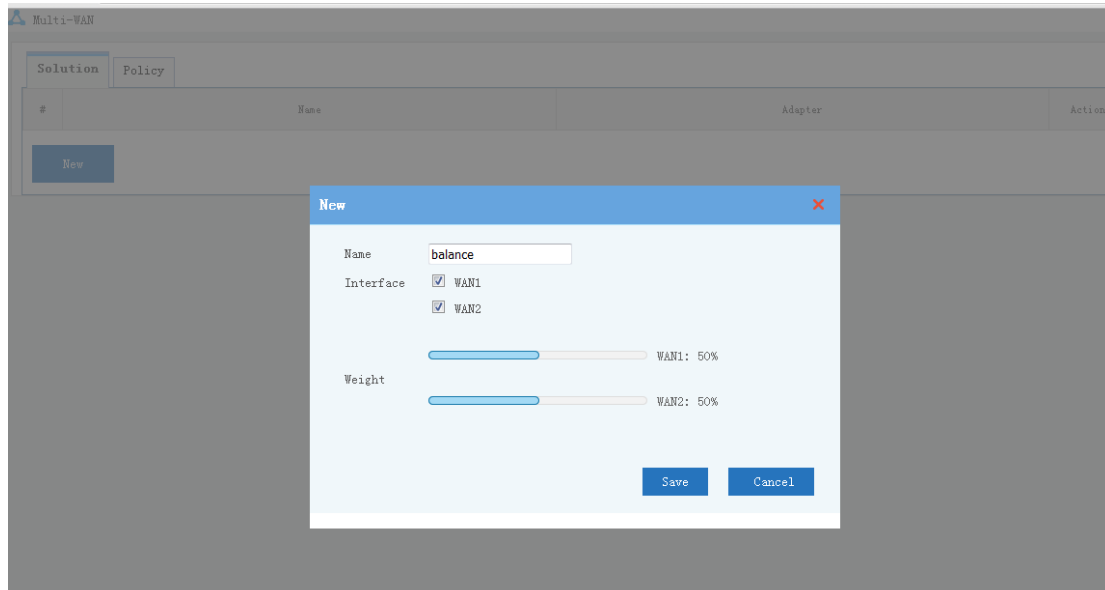 Multi-WAN
Solution Policy
# Name Adapter Action
New
New
Name balance
Interface WAN1
WAN2
WAN1: 50%
Weight
WAN2: 50%
Save Cancel